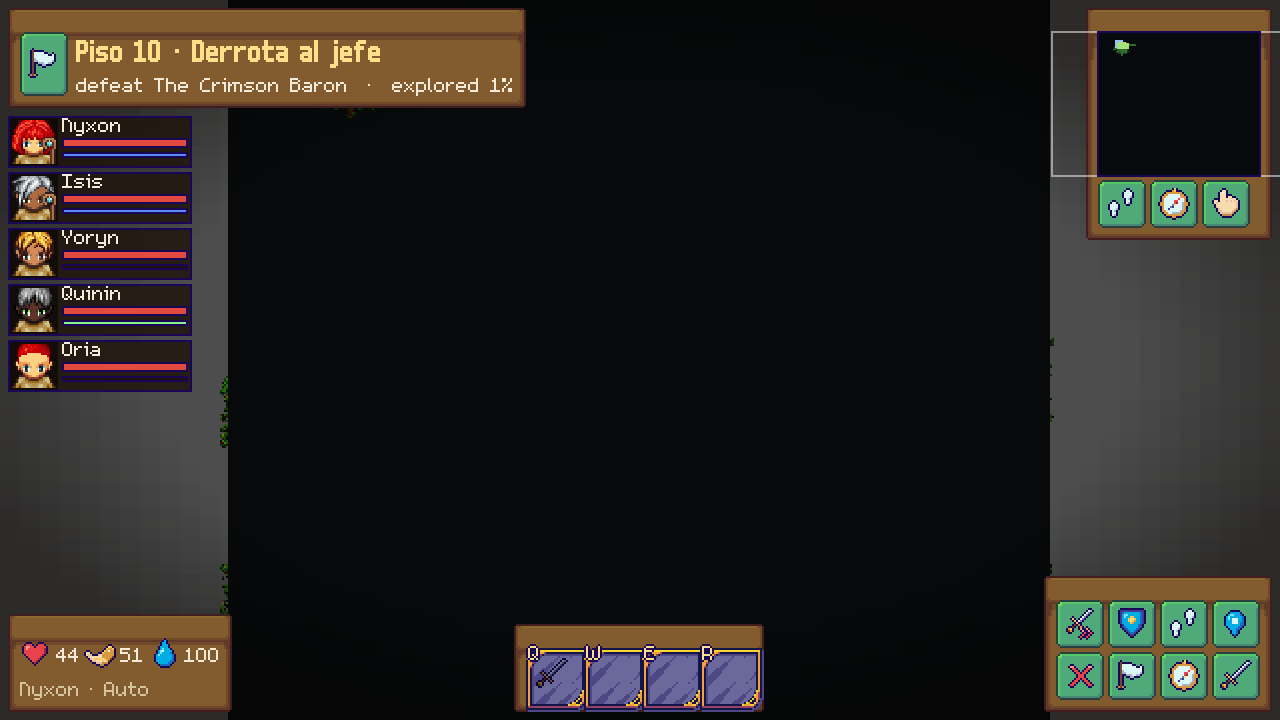 Piso 10 · Derrota al jefe
defeat The Crimson Baron · explored 1%
Nyxon
Isis
Yoryn
Quinin
Oria
44 51 100
Nyxon · Auto
Q W E R